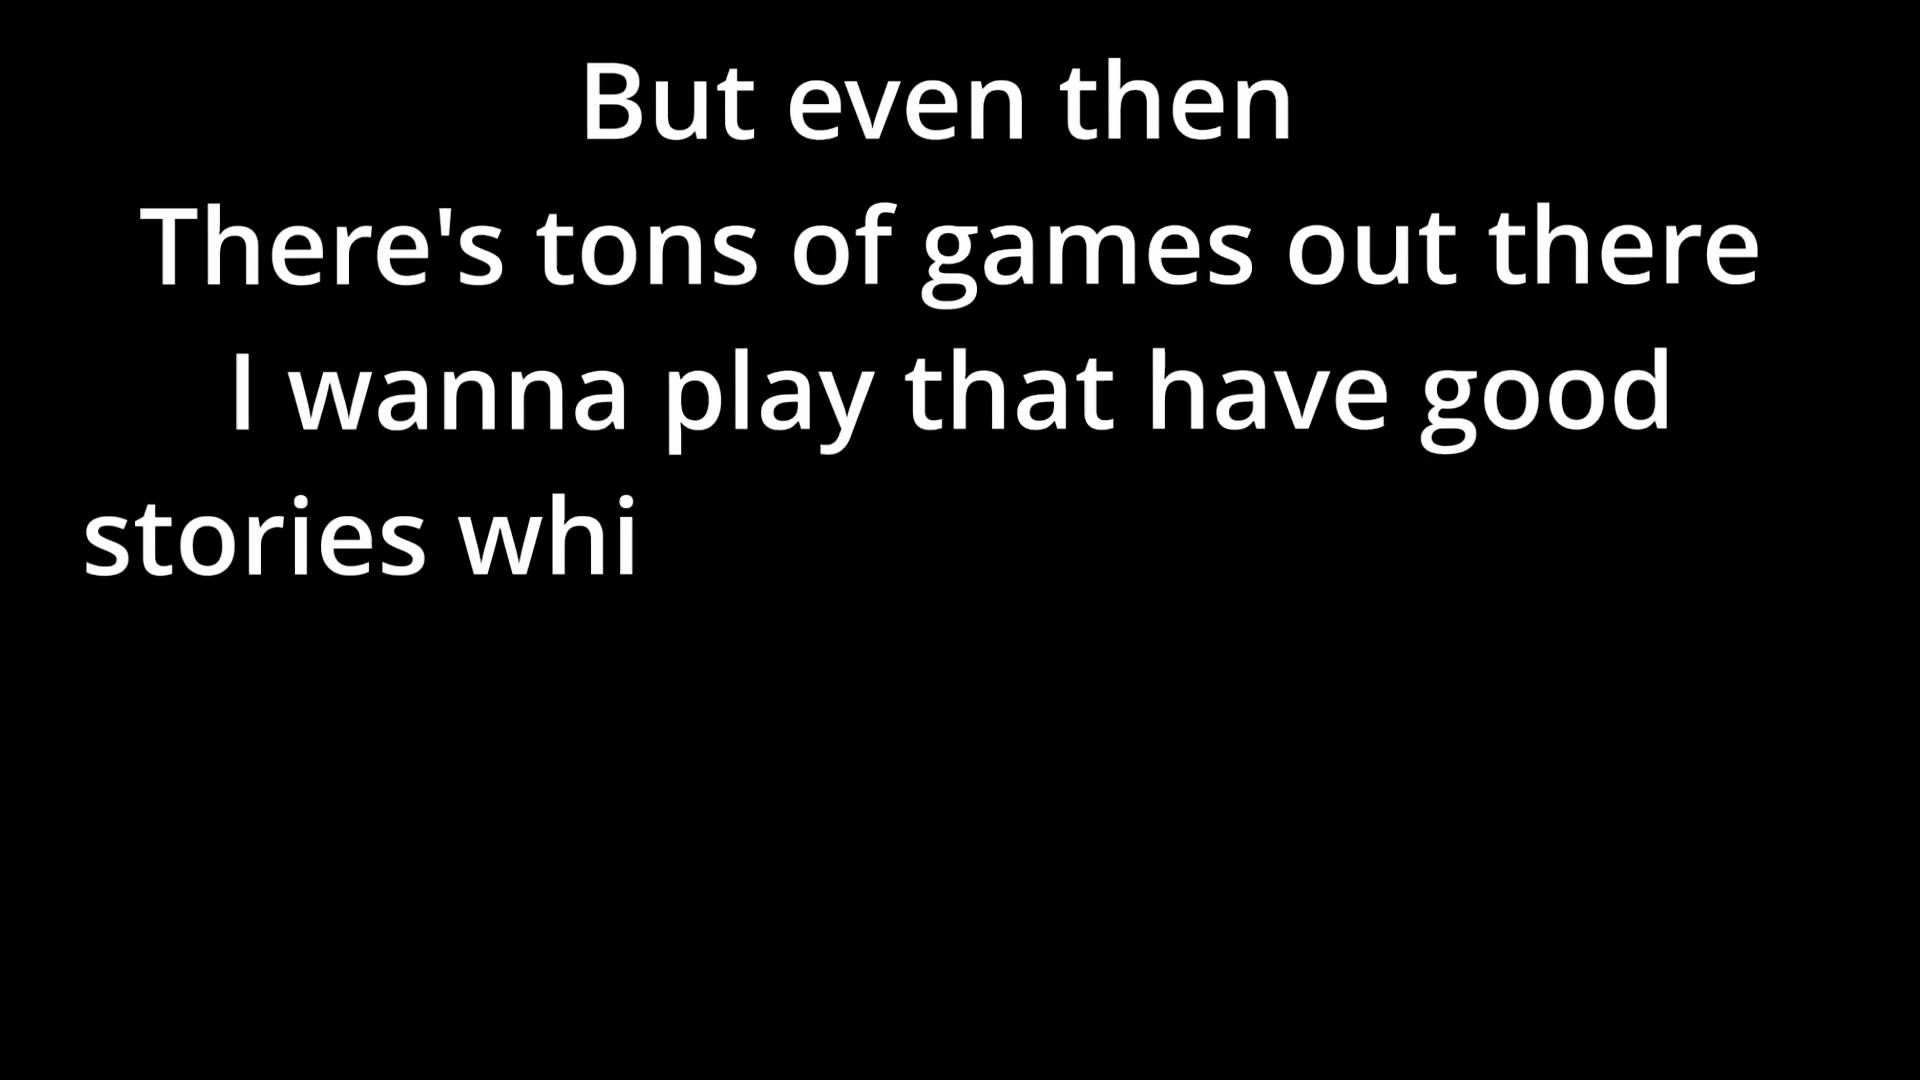 But even then
There's tons of games out there
I wanna play that have good
stories whi